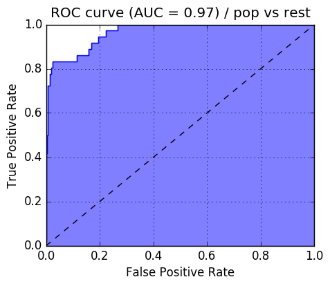 ROC curve (AUC = 0.97) / pop vs rest
1.0
0.8
0.6
0.4
0.2
0.0
True Positive Rate
0.0 0.2 0.4 0.6 0.8 1.0
False Positive Rate